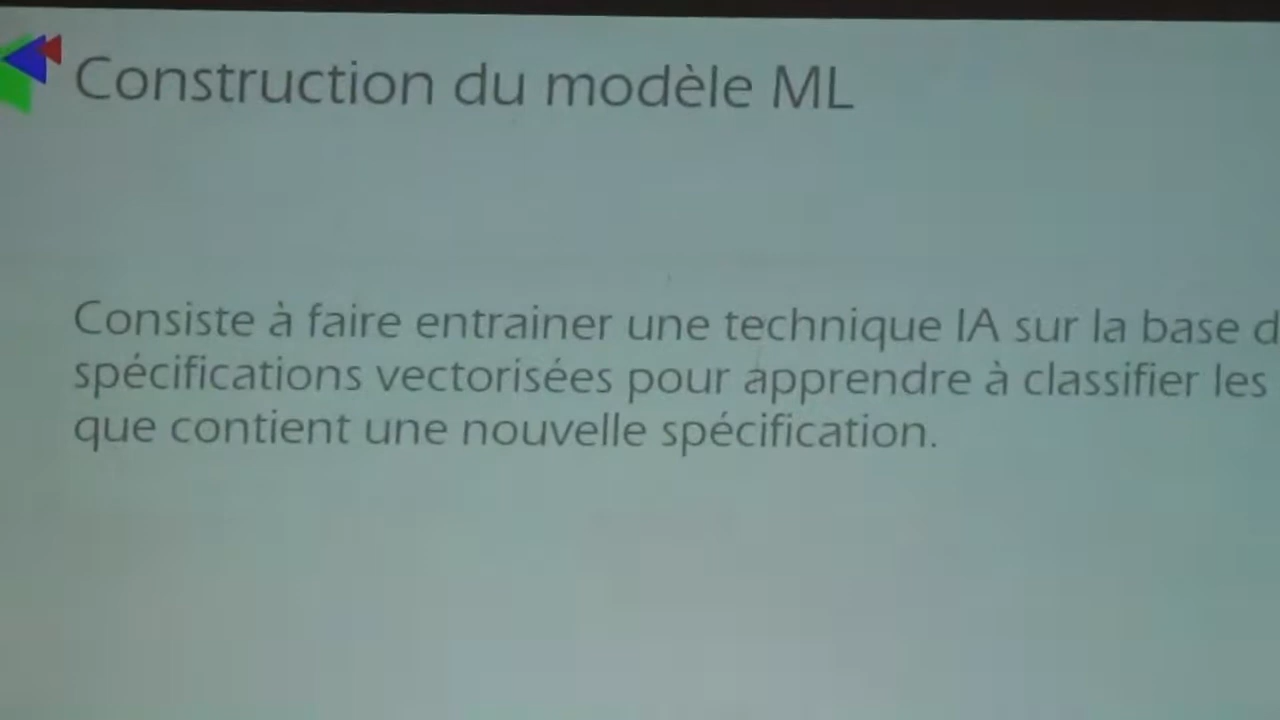 Construction du modèle ML
Consiste à faire entrainer une technique IA sur la base
spécifications vectorisées pour apprendre à classifier les
que contient une nouvelle spécification.